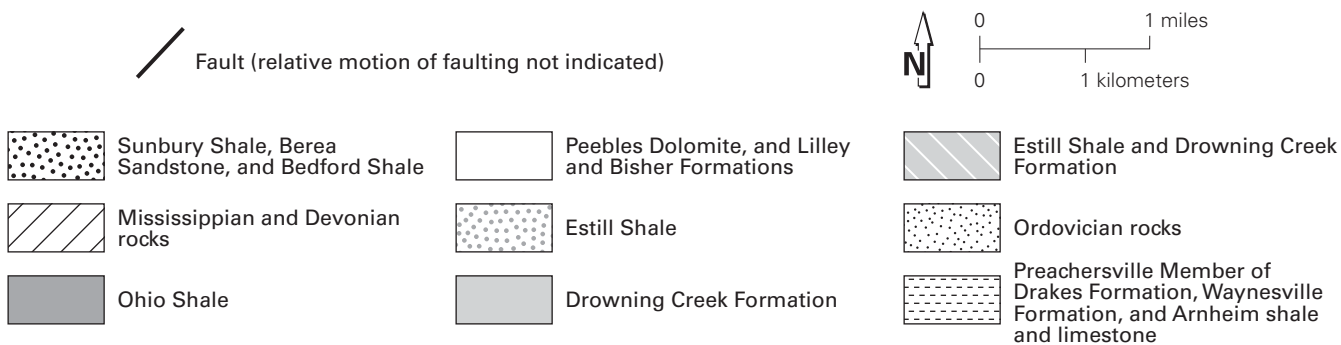 Fault (relative motion of faulting not indicated)
N
0
1 miles
0
1 kilometers
Sunbury Shale, Berea
Sandstone, and Bedford Shale
Mississippian and Devonian
rocks
Ohio Shale
Peebles Dolomite, and Lilley
and Bisher Formations
Estill Shale
Drowning Creek Formation
Estill Shale and Drowning Creek
Formation
Ordovician rocks
Preachersville Member of
Drakes Formation, Waynesville
Formation, and Arnheim shale
and limestone